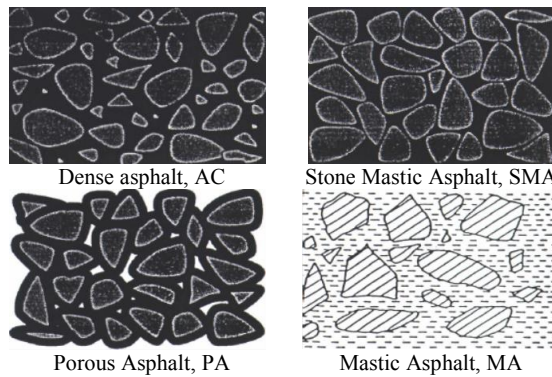 Dense asphalt, AC
Stone Mastic Asphalt, SMA
Porous Asphalt, PA
Mastic Asphalt, MA